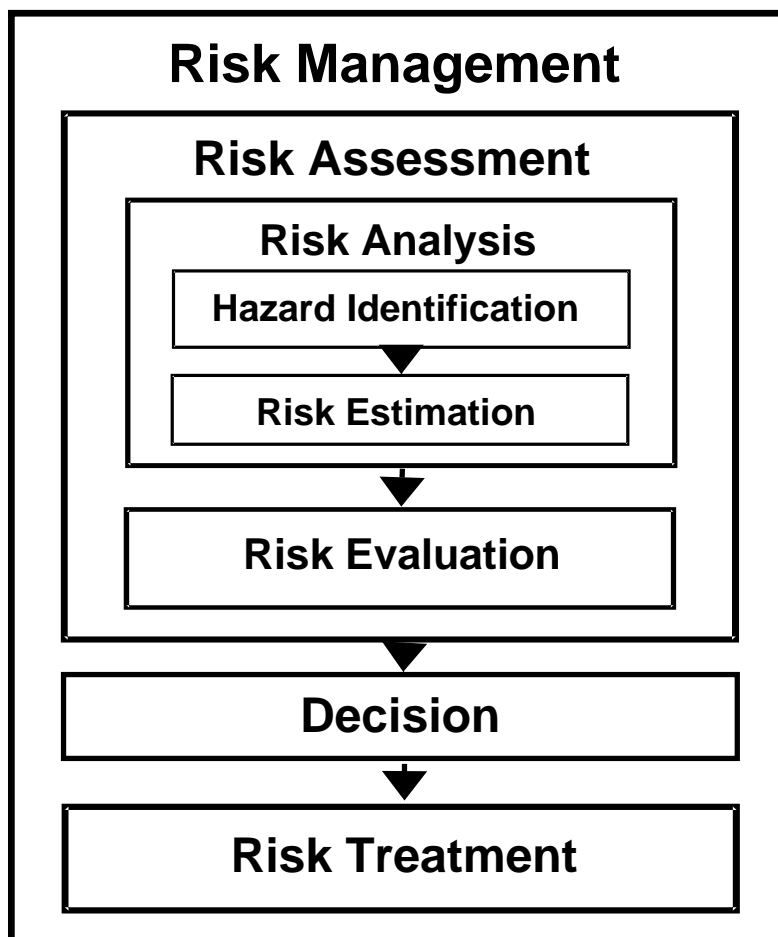 Risk Management
Risk Assessment
Risk Analysis
Hazard Identification
Risk Estimation
Risk Evaluation
Decision
Risk Treatment